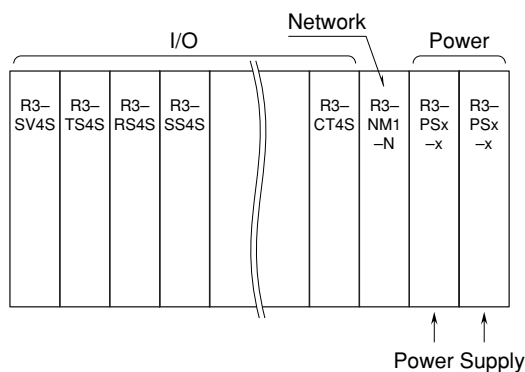 Network
I/O
Power
R3–
SV4S
R3–
TS4S
R3–
RS4S
R3–
SS4S
R3–
CT4S
R3–
NM1
–N
R3–
PSx
–x
R3–
PSx
–x
Power Supply